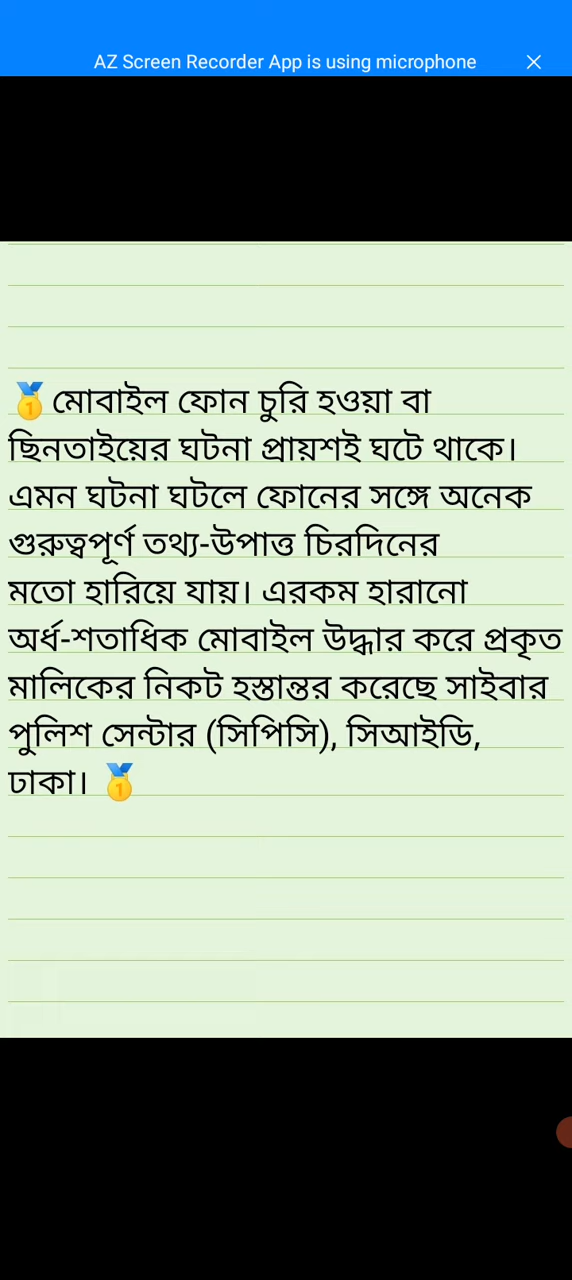 AZ Screen Recorder App is using microphone
🥇মোবাইল ফোন চুরি হওয়া বা
ছিনতাইয়ের ঘটনা প্রায়শই ঘটে থাকে।
এমন ঘটনা ঘটলে ফোনের সঙ্গে অনেক
গুরুত্বপূর্ণ তথ্য-উপাত্ত চিরদিনের
মতো হারিয়ে যায়। এরকম হারানো
অর্ধ-শতাধিক মোবাইল উদ্ধার করে প্রকৃত
মালিকের নিকট হস্তান্তর করেছে সাইবার
পুলিশ সেন্টার (সিপিসি), সিআইডি,
ঢাকা। 🥇